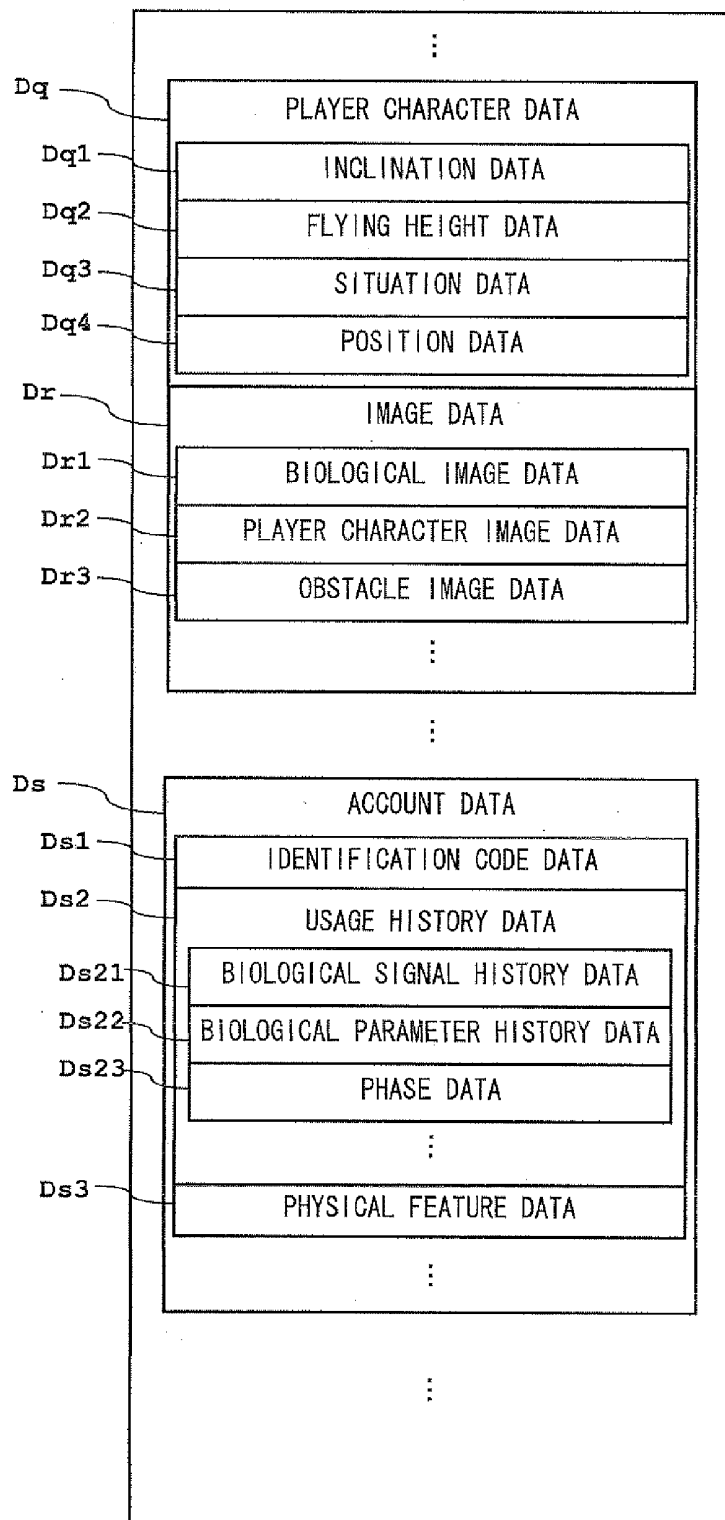 ⋮
Dq PLAYER CHARACTER DATA
Dq1 INCLINATION DATA
Dq2 FLYING HEIGHT DATA
Dq3 SITUATION DATA
Dq4 POSITION DATA
Dr IMAGE DATA
Dr1 BIOLOGICAL IMAGE DATA
Dr2 PLAYER CHARACTER IMAGE DATA
Dr3 OBSTACLE IMAGE DATA
⋮
⋮
Ds ACCOUNT DATA
Ds1 IDENTIFICATION CODE DATA
Ds2 USAGE HISTORY DATA
Ds21 BIOLOGICAL SIGNAL HISTORY DATA
Ds22 BIOLOGICAL PARAMETER HISTORY DATA
Ds23 PHASE DATA
⋮
Ds3 PHYSICAL FEATURE DATA
⋮
⋮